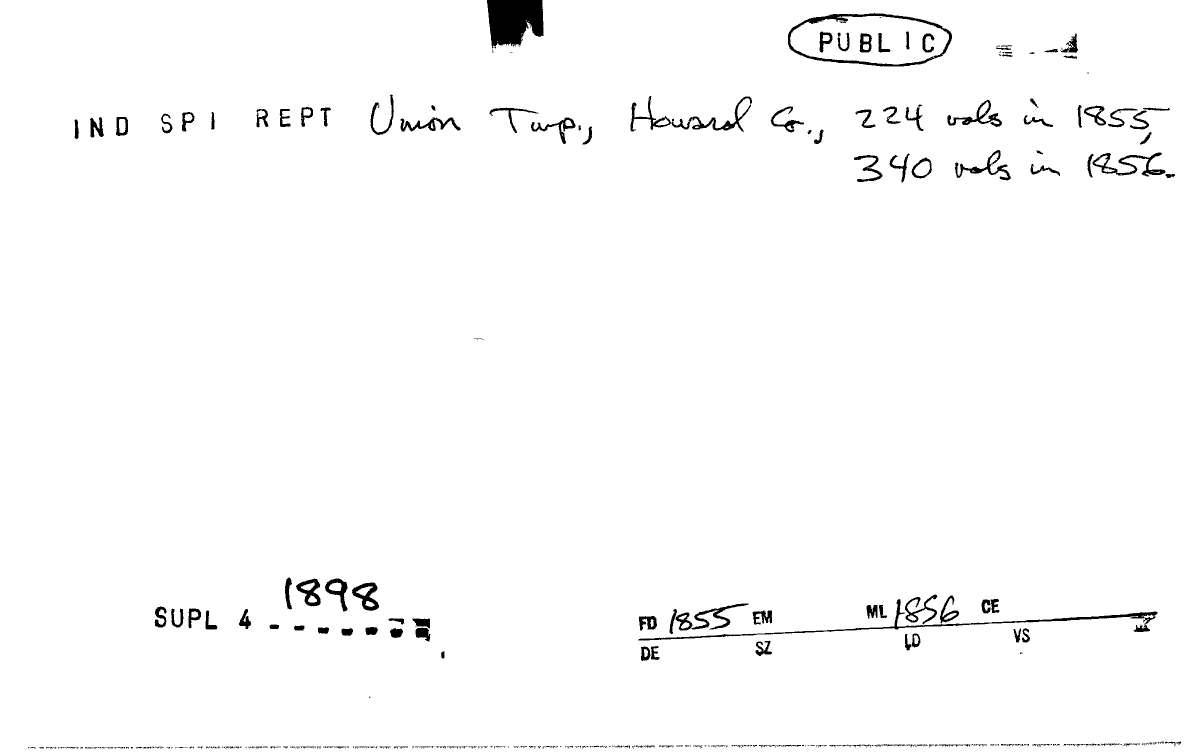 PUBLIC
IND SPI REPT Union Twp., Howard Co., 224 vols in 1855,
340 vols in 1856.
1898
SUPL 4 -------
FD 1855 EM ML 1856 CE
DE SZ LD VS